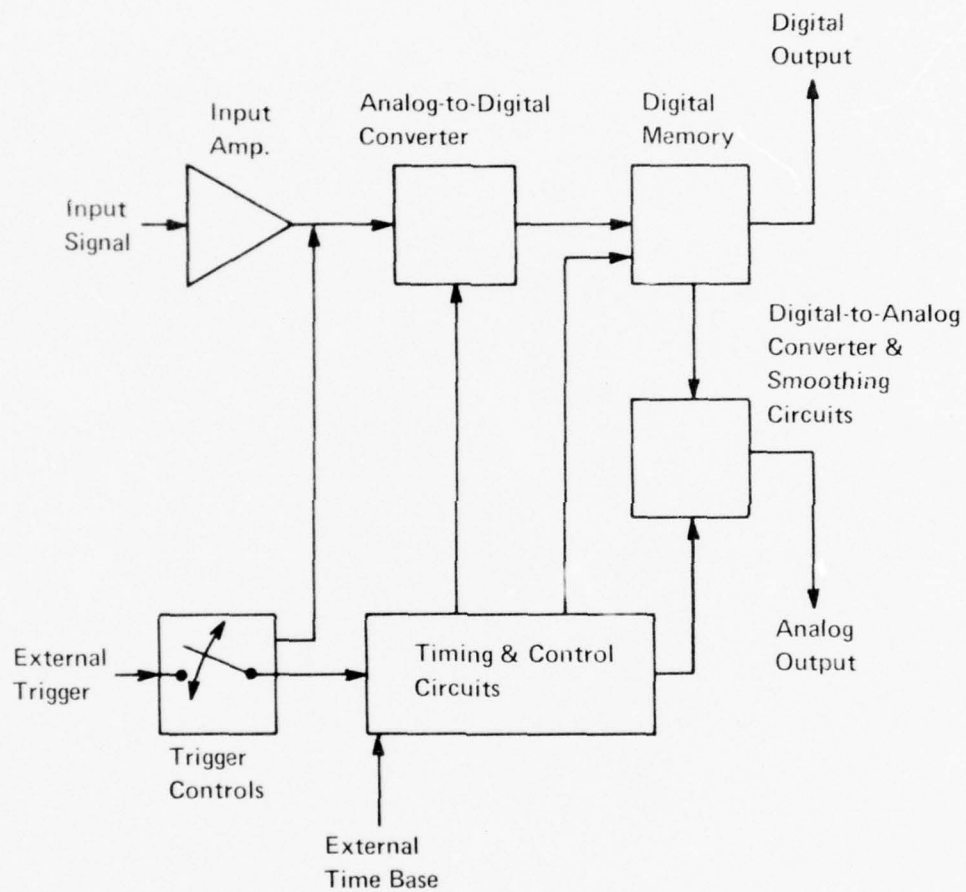 Digital
Output
Input
Amp.
Analog-to-Digital
Converter
Digital
Memory
Input
Signal
Digital-to-Analog
Converter &
Smoothing
Circuits
External
Trigger
Timing & Control
Circuits
Analog
Output
Trigger
Controls
External
Time Base